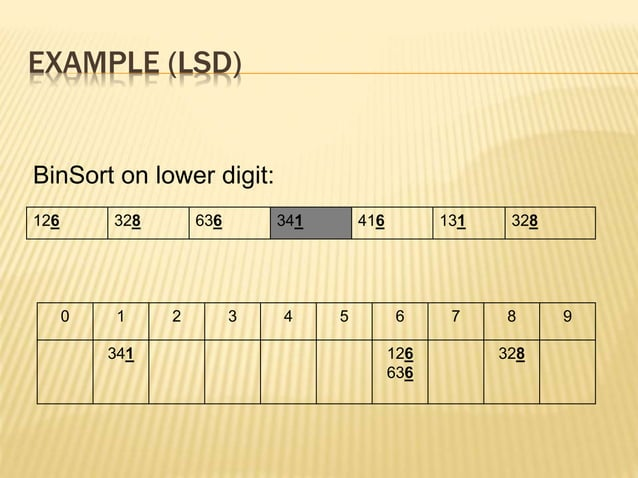 EXAMPLE (LSD)
BinSort on lower digit:
126 328 636 341 416 131 328
0 1 2 3 4 5 6 7 8 9
341 126 328
636